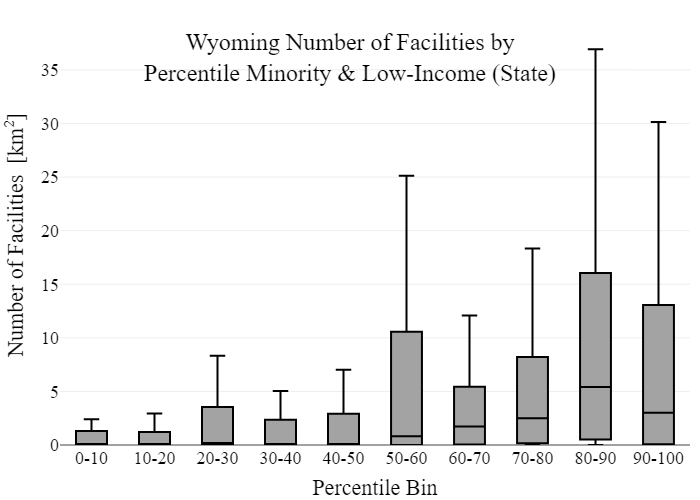 Wyoming Number of Facilities by
Percentile Minority & Low-Income (State)
Number of Facilities [km²]
35
30
25
20
15
10
5
0
0-10 10-20 20-30 30-40 40-50 50-60 60-70 70-80 80-90 90-100
Percentile Bin